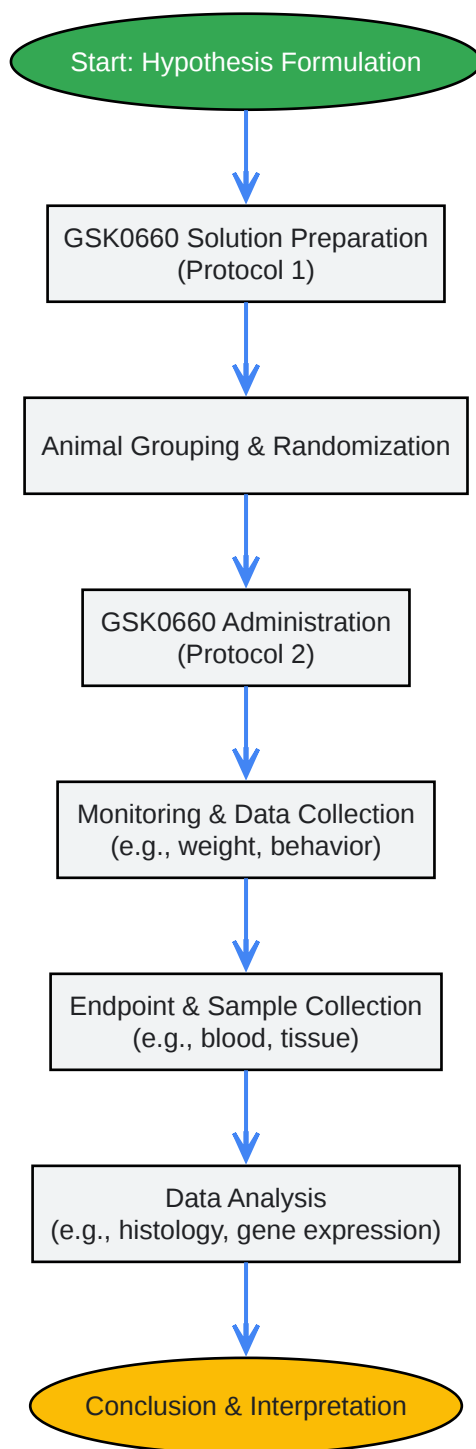 Start: Hypothesis Formulation
GSK0660 Solution Preparation
(Protocol 1)
Animal Grouping & Randomization
GSK0660 Administration
(Protocol 2)
Monitoring & Data Collection
(e.g., weight, behavior)
Endpoint & Sample Collection
(e.g., blood, tissue)
Data Analysis
(e.g., histology, gene expression)
Conclusion & Interpretation